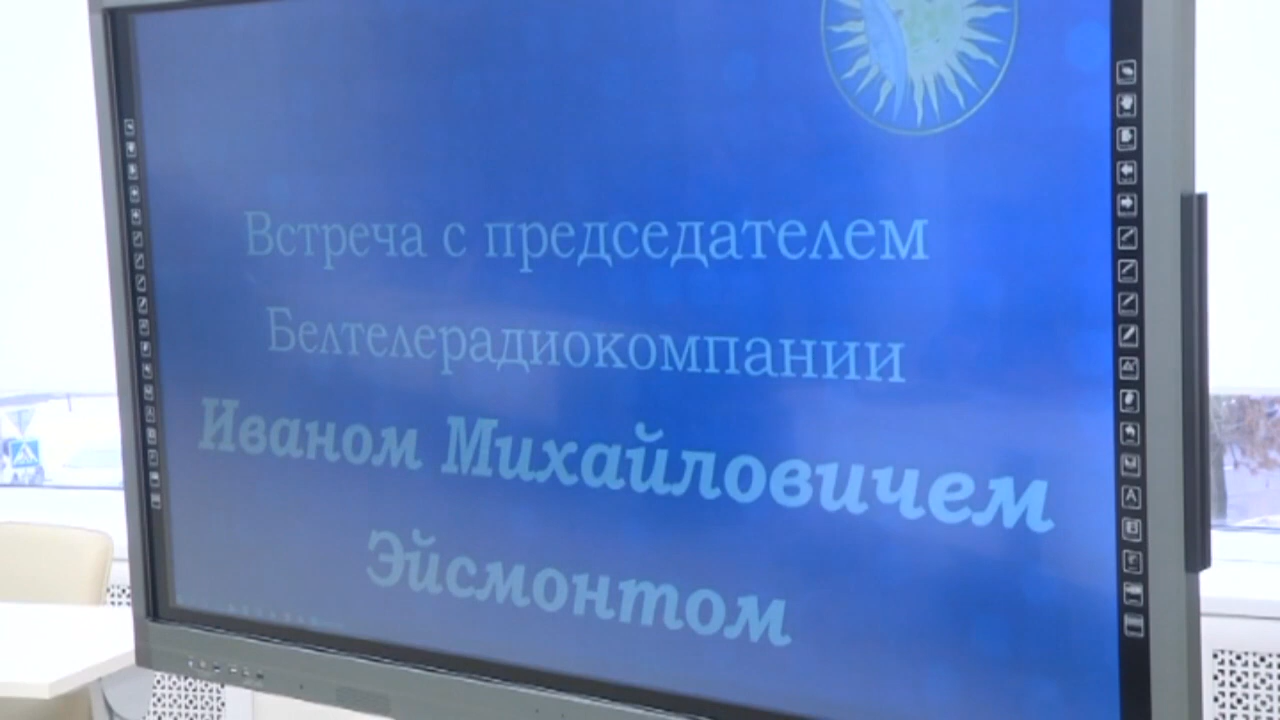 Встреча с председателем
Белтелерадиокомпании
Иваном Михайловичем
Эйсмонтом